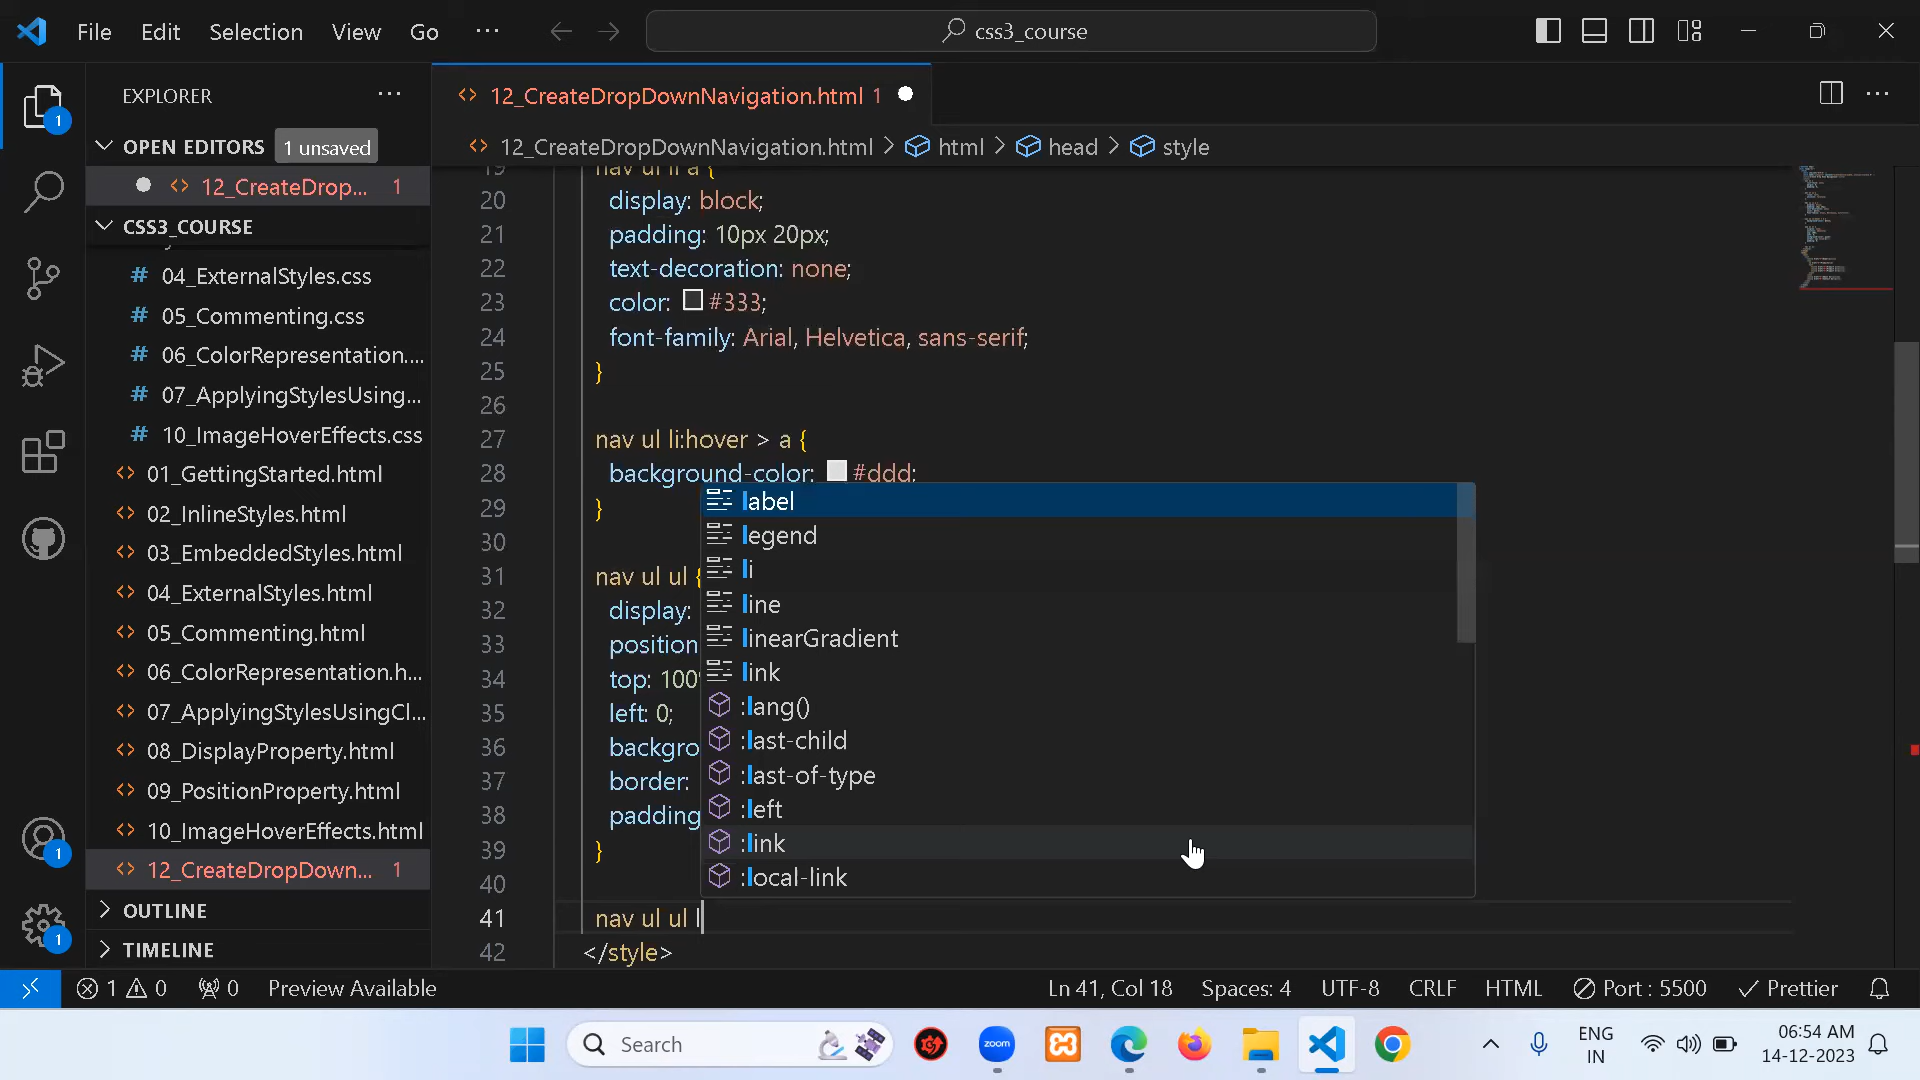 File Edit Selection View Go ··· css3_course
EXPLORER ···
OPEN EDITORS 1 unsaved
12_CreateDrop... 1
CSS3_COURSE
04_ExternalStyles.css
05_Commenting.css
06_ColorRepresentation....
07_ApplyingStylesUsing...
10_ImageHoverEffects.css
01_GettingStarted.html
02_InlineStyles.html
03_EmbeddedStyles.html
04_ExternalStyles.html
05_Commenting.html
06_ColorRepresentation.h...
07_ApplyingStylesUsingCl...
08_DisplayProperty.html
09_PositionProperty.html
10_ImageHoverEffects.html
12_CreateDropDown... 1
OUTLINE
TIMELINE
1
1
1
12_CreateDropDownNavigation.html 1
12_CreateDropDownNavigation.html > html > head > style
19 nav ul li a {
20 display: block;
21 padding: 10px 20px;
22 text-decoration: none;
23 color: #333;
24 font-family: Arial, Helvetica, sans-serif;
25 }
26
27 nav ul li:hover > a {
28 background-color: #ddd;
29 }
30
31 nav ul ul {
32 display:
33 position
34 top: 100
35 left: 0;
36 backgro
37 border:
38 padding
39 }
40
41 nav ul ul l
42 </style>
label
legend
li
line
linearGradient
link
:lang()
:last-child
:last-of-type
:left
:link
:local-link
1 0 0 Preview Available Ln 41, Col 18 Spaces: 4 UTF-8 CRLF HTML Port : 5500 Prettier
Search zoom ENG IN 06:54 AM 14-12-2023